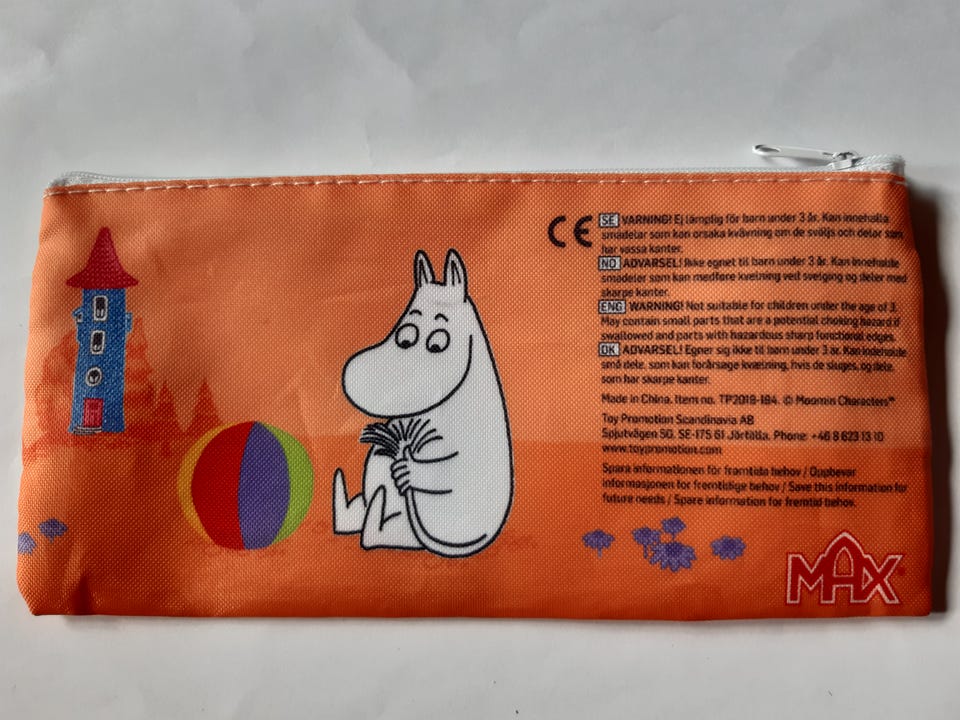 CE
SE VARNING! Ej lämplig för barn under 3 år. Kan innehålla
smådelar som kan orsaka kvävning om de sväljs och delar som
har vassa kanter.
NO ADVARSEL! Ikke egnet til barn under 3 år. Kan inneholde
smådeler som kan medføre kvelning ved svelging og deler med
skarpe kanter.
ENG WARNING! Not suitable for children under the age of 3.
May contain small parts that are a potential choking hazard if
swallowed and parts with hazardous sharp functional edges.
DK ADVARSEL! Egner sig ikke til børn under 3 år. Kan indeholde
små dele, som kan forårsage kvælning, hvis de sluges, og dele,
som har skarpe kanter.
Made in China. Item no. TP2018-184. © Moomin Characters™
Toy Promotion Scandinavia AB
Spjutvägen 5G, SE-175 61 Järfälla. Phone: +46 8 623 13 10
www.toypromotion.com
Spara informationen för framtida behov / Oppbevar
informasjonen for fremtidige behov / Save this information for
future needs / Spare information for fremtid behov.
MAX